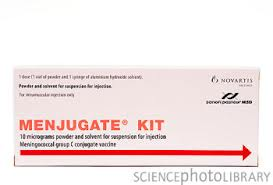 1 dose (1 vial of powder and 1 syringe of aluminium hydroxide solvent).
Powder and solvent for suspension for injection
For intramuscular injection only
NOVARTIS
VACCINES
sanofi pasteur MSD
MENJUGATE® KIT
10 micrograms powder and solvent for suspension for injection
Meningococcal group C conjugate vaccine
SCIENCEphotoLIBRARY